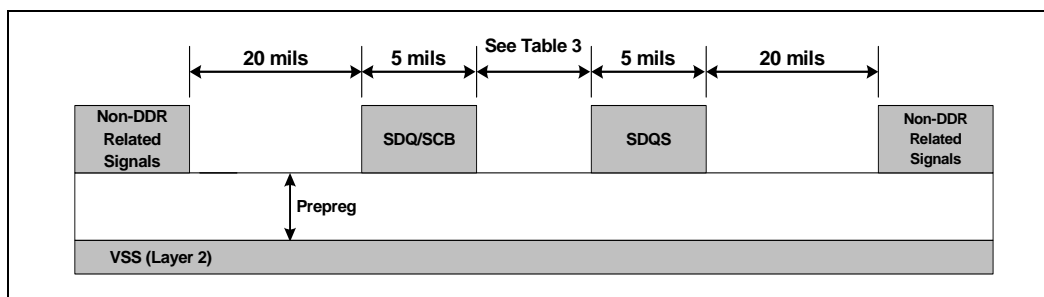 See Table 3
20 mils
5 mils
5 mils
20 mils
Non-DDR
Related
Signals
SDQ/SCB
SDQS
Non-DDR
Related
Signals
Prepreg
VSS (Layer 2)